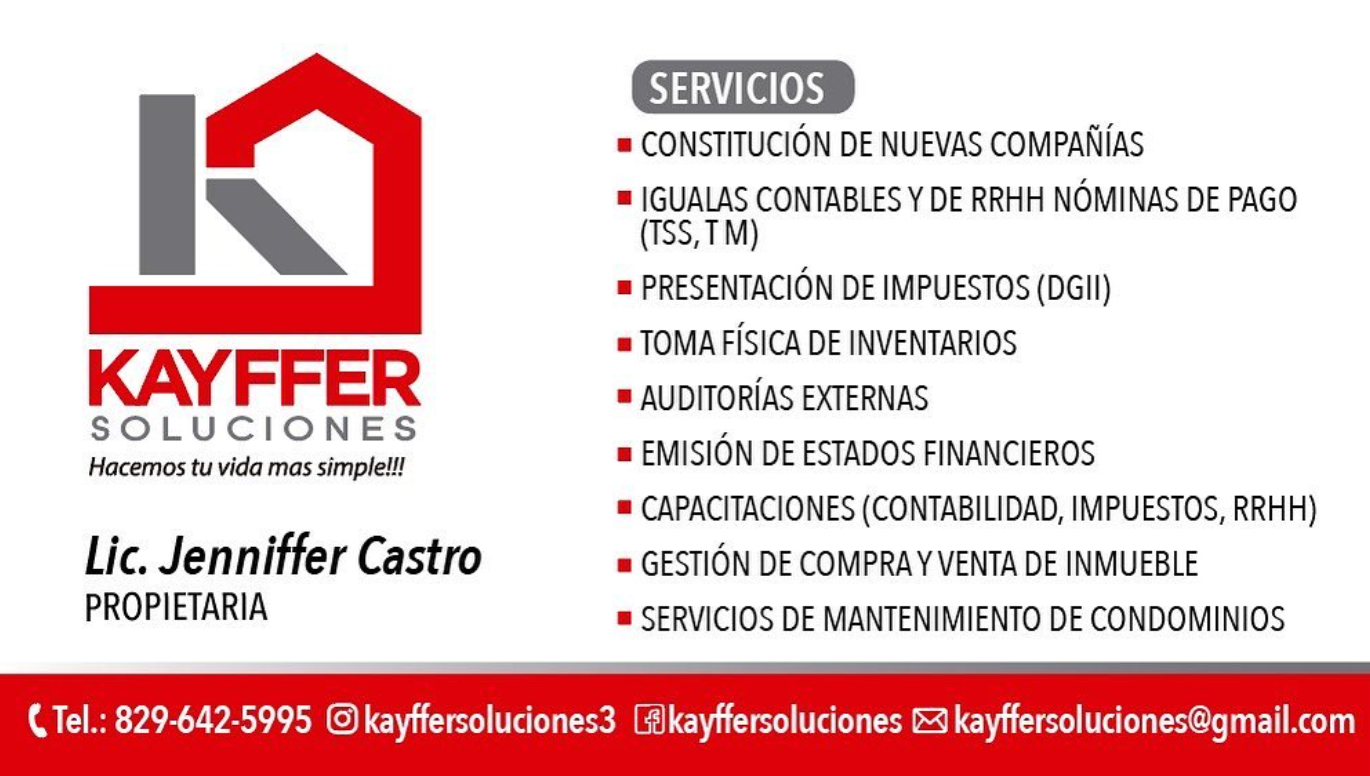 KAYFFER
SOLUCIONES
Hacemos tu vida mas simple!!!
Lic. Jenniffer Castro
PROPIETARIA
SERVICIOS
CONSTITUCIÓN DE NUEVAS COMPAÑÍAS
IGUALAS CONTABLES Y DE RRHH NÓMINAS DE PAGO
(TSS, T M)
PRESENTACIÓN DE IMPUESTOS (DGII)
TOMA FÍSICA DE INVENTARIOS
AUDITORÍAS EXTERNAS
EMISIÓN DE ESTADOS FINANCIEROS
CAPACITACIONES (CONTABILIDAD, IMPUESTOS, RRHH)
GESTIÓN DE COMPRA Y VENTA DE INMUEBLE
SERVICIOS DE MANTENIMIENTO DE CONDOMINIOS
Tel.: 829-642-5995 kayffersoluciones3 kayffersoluciones kayffersoluciones@gmail.com